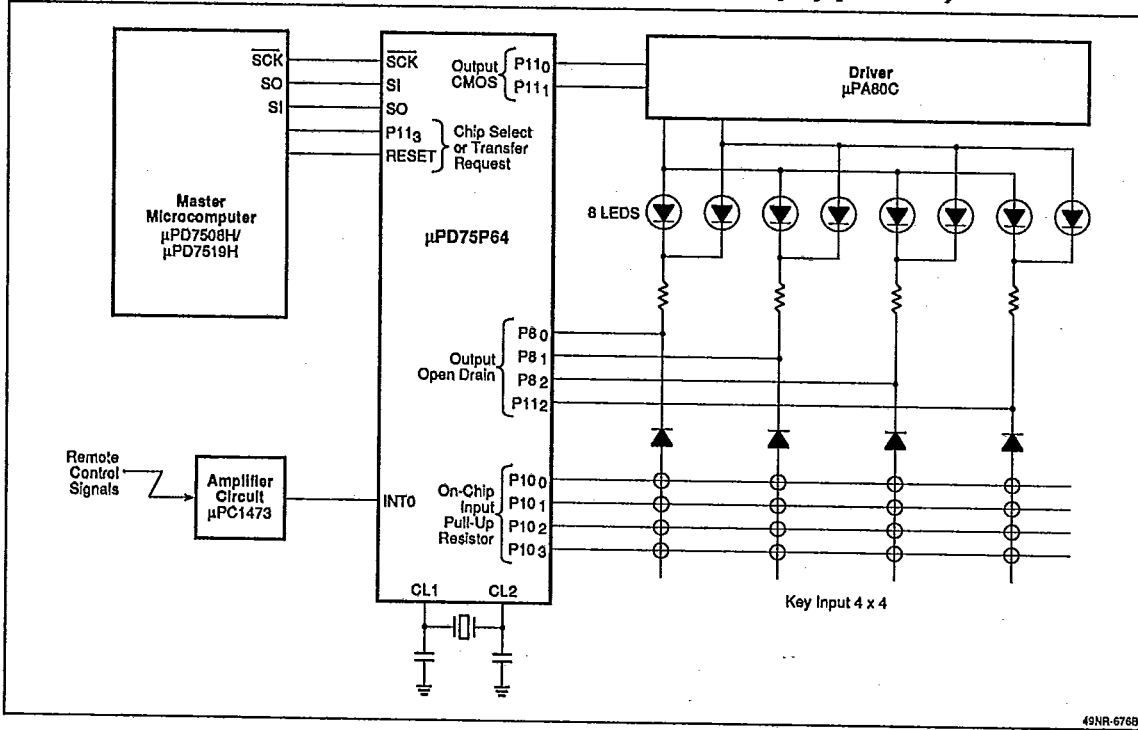 SCK
SO
SI
Master
Microcomputer
µPD7508H/
µPD7519H
SCK
SI
SO
P11₃
RESET
Chip Select
or Transfer
Request
Output
CMOS
P11₀
P11₁
µPD75P64
Driver
µPA80C
8 LEDS
Output
Open Drain
P8₀
P8₁
P8₂
P11₂
Remote
Control
Signals
Amplifier
Circuit
µPC1473
INT0
On-Chip
Input
Pull-Up
Resistor
P10₀
P10₁
P10₂
P10₃
CL1
CL2
Key Input 4 x 4
49NR-676B